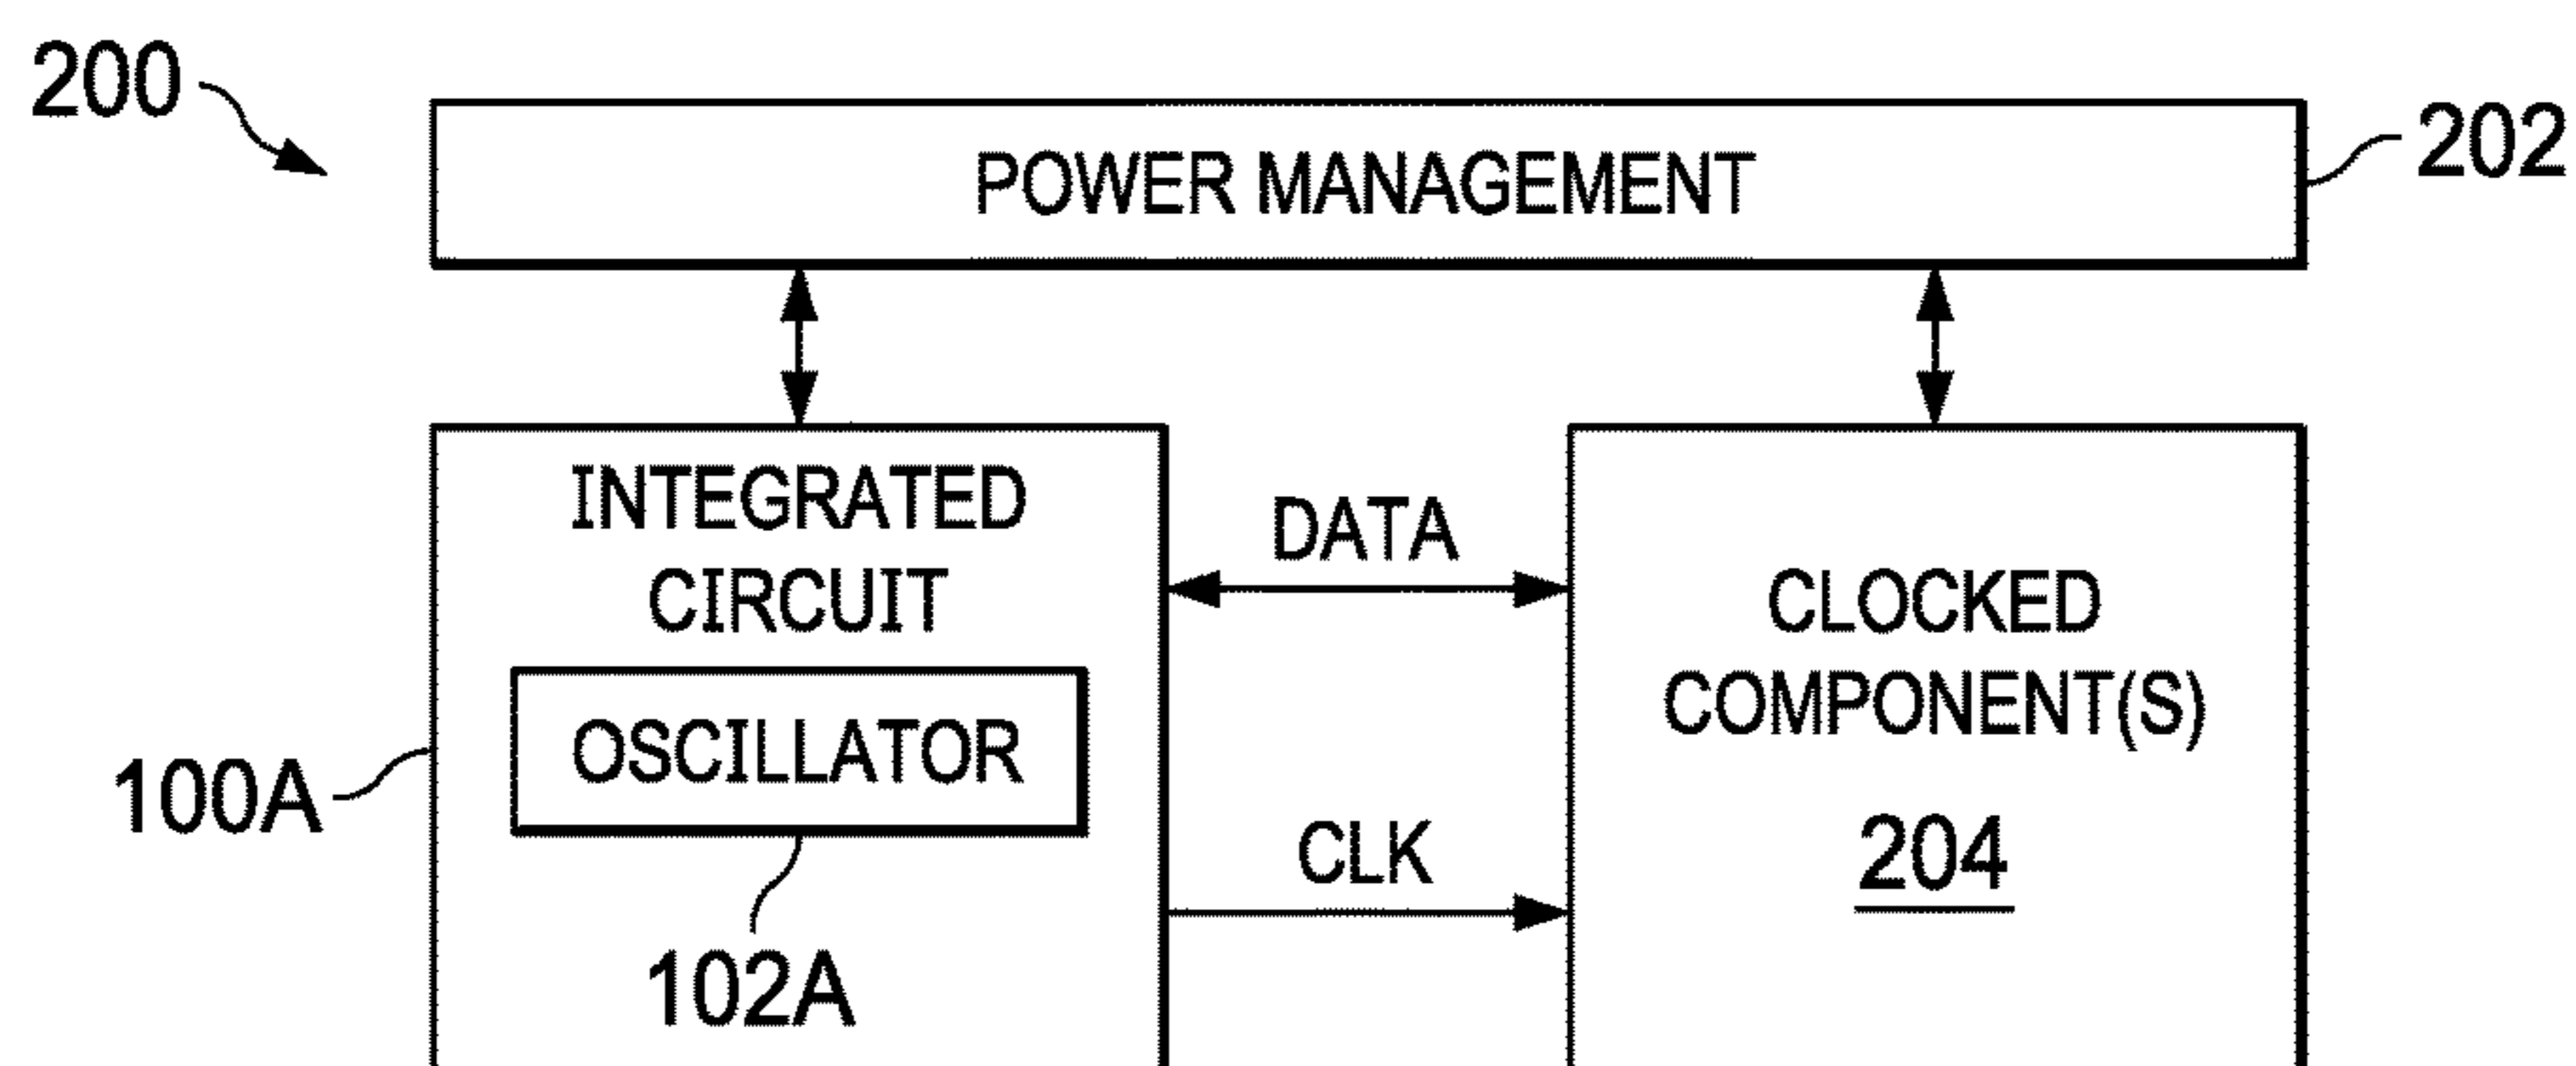 200
POWER MANAGEMENT
202
INTEGRATED
CIRCUIT
OSCILLATOR
100A
102A
DATA
CLK
CLOCKED
COMPONENT(S)
204